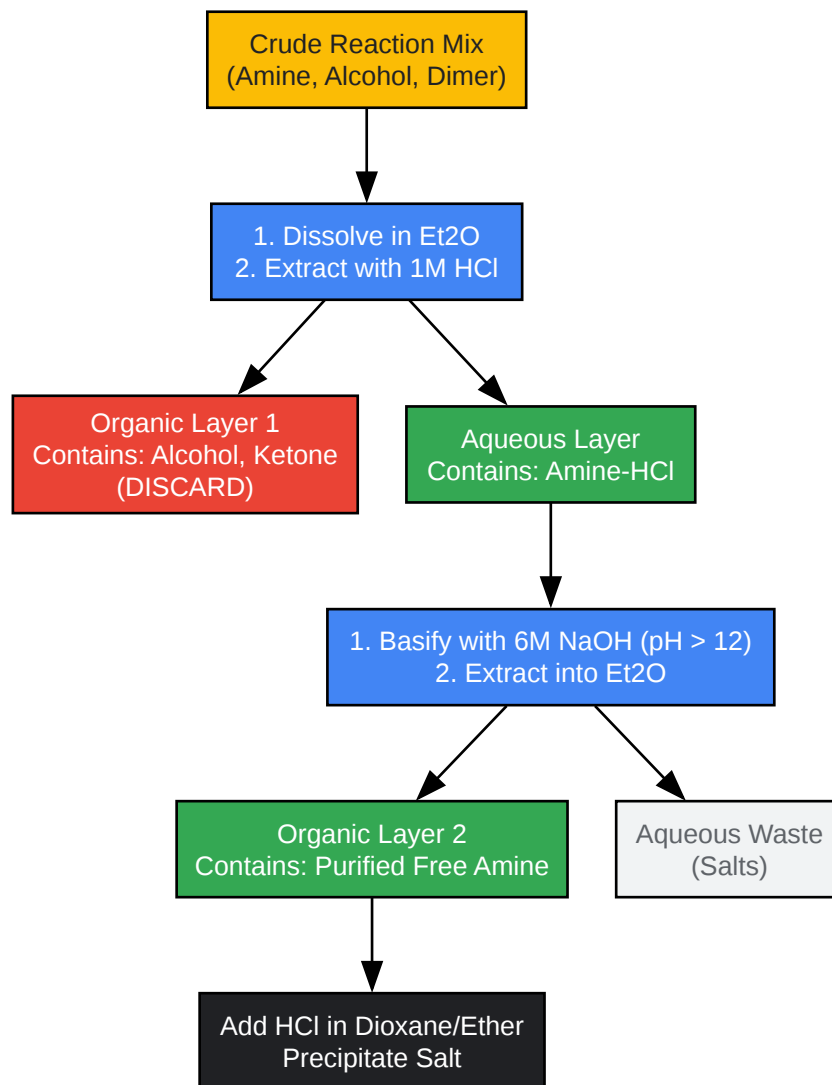 Crude Reaction Mix
(Amine, Alcohol, Dimer)
1. Dissolve in Et2O
2. Extract with 1M HCl
Organic Layer 1
Contains: Alcohol, Ketone
(DISCARD)
Aqueous Layer
Contains: Amine-HCl
1. Basify with 6M NaOH (pH > 12)
2. Extract into Et2O
Organic Layer 2
Contains: Purified Free Amine
Aqueous Waste
(Salts)
Add HCl in Dioxane/Ether
Precipitate Salt